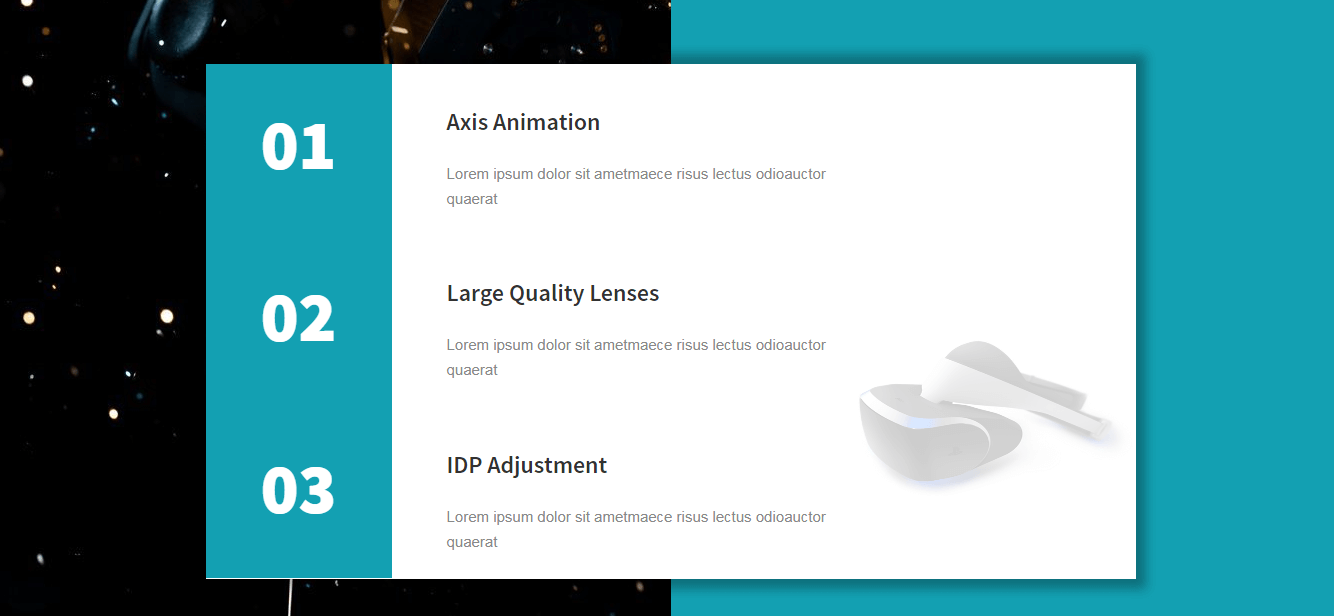 01
Axis Animation
Lorem ipsum dolor sit ametmaece risus lectus odioauctor
quaerat
02
Large Quality Lenses
Lorem ipsum dolor sit ametmaece risus lectus odioauctor
quaerat
03
IDP Adjustment
Lorem ipsum dolor sit ametmaece risus lectus odioauctor
quaerat